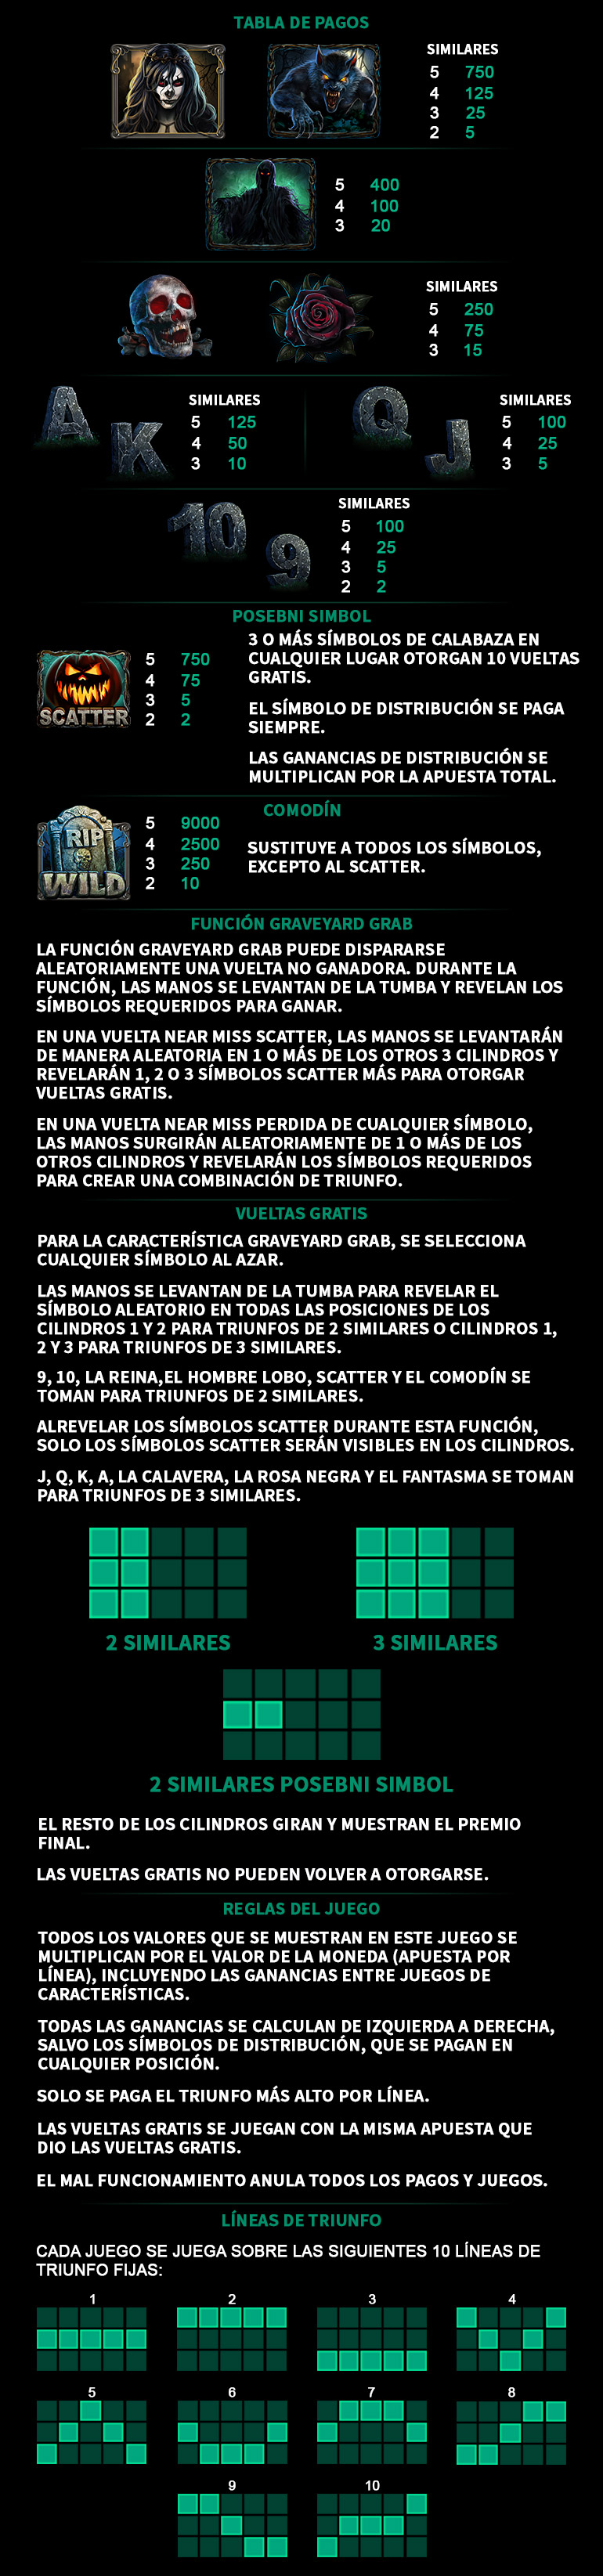 TABLA DE PAGOS
SIMILARES
5 750
4 125
3 25
2 5
5 400
4 100
3 20
SIMILARES
5 250
4 75
3 15
A K
SIMILARES
5 125
4 50
3 10
Q J
SIMILARES
5 100
4 25
3 5
10 9
SIMILARES
5 100
4 25
3 5
2 2
POSEBNI SIMBOL
SCATTER
5 750
4 75
3 5
2 2
3 O MÁS SÍMBOLOS DE CALABAZA EN
CUALQUIER LUGAR OTORGAN 10 VUELTAS
GRATIS.
EL SÍMBOLO DE DISTRIBUCIÓN SE PAGA
SIEMPRE.
LAS GANANCIAS DE DISTRIBUCIÓN SE
MULTIPLICAN POR LA APUESTA TOTAL.
COMODÍN
RIP
WILD
5 9000
4 2500
3 250
2 10
SUSTITUYE A TODOS LOS SÍMBOLOS,
EXCEPTO AL SCATTER.
FUNCIÓN GRAVEYARD GRAB
LA FUNCIÓN GRAVEYARD GRAB PUEDE DISPARARSE
ALEATORIAMENTE UNA VUELTA NO GANADORA. DURANTE LA
FUNCIÓN, LAS MANOS SE LEVANTAN DE LA TUMBA Y REVELAN LOS
SÍMBOLOS REQUERIDOS PARA GANAR.
EN UNA VUELTA NEAR MISS SCATTER, LAS MANOS SE LEVANTARÁN
DE MANERA ALEATORIA EN 1 O MÁS DE LOS OTROS 3 CILINDROS Y
REVELARÁN 1, 2 O 3 SÍMBOLOS SCATTER MÁS PARA OTORGAR
VUELTAS GRATIS.
EN UNA VUELTA NEAR MISS PERDIDA DE CUALQUIER SÍMBOLO,
LAS MANOS SURGIRÁN ALEATORIAMENTE DE 1 O MÁS DE LOS
OTROS CILINDROS Y REVELARÁN LOS SÍMBOLOS REQUERIDOS
PARA CREAR UNA COMBINACIÓN DE TRIUNFO.
VUELTAS GRATIS
PARA LA CARACTERÍSTICA GRAVEYARD GRAB, SE SELECCIONA
CUALQUIER SÍMBOLO AL AZAR.
LAS MANOS SE LEVANTAN DE LA TUMBA PARA REVELAR EL
SÍMBOLO ALEATORIO EN TODAS LAS POSICIONES DE LOS
CILINDROS 1 Y 2 PARA TRIUNFOS DE 2 SIMILARES O CILINDROS 1,
2 Y 3 PARA TRIUNFOS DE 3 SIMILARES.
9, 10, LA REINA,EL HOMBRE LOBO, SCATTER Y EL COMODÍN SE
TOMAN PARA TRIUNFOS DE 2 SIMILARES.
ALREVELAR LOS SÍMBOLOS SCATTER DURANTE ESTA FUNCIÓN,
SOLO LOS SÍMBOLOS SCATTER SERÁN VISIBLES EN LOS CILINDROS.
J, Q, K, A, LA CALAVERA, LA ROSA NEGRA Y EL FANTASMA SE TOMAN
PARA TRIUNFOS DE 3 SIMILARES.
2 SIMILARES
3 SIMILARES
2 SIMILARES POSEBNI SIMBOL
EL RESTO DE LOS CILINDROS GIRAN Y MUESTRAN EL PREMIO
FINAL.
LAS VUELTAS GRATIS NO PUEDEN VOLVER A OTORGARSE.
REGLAS DEL JUEGO
TODOS LOS VALORES QUE SE MUESTRAN EN ESTE JUEGO SE
MULTIPLICAN POR EL VALOR DE LA MONEDA (APUESTA POR
LÍNEA), INCLUYENDO LAS GANANCIAS ENTRE JUEGOS DE
CARACTERÍSTICAS.
TODAS LAS GANANCIAS SE CALCULAN DE IZQUIERDA A DERECHA,
SALVO LOS SÍMBOLOS DE DISTRIBUCIÓN, QUE SE PAGAN EN
CUALQUIER POSICIÓN.
SOLO SE PAGA EL TRIUNFO MÁS ALTO POR LÍNEA.
LAS VUELTAS GRATIS SE JUEGAN CON LA MISMA APUESTA QUE
DIO LAS VUELTAS GRATIS.
EL MAL FUNCIONAMIENTO ANULA TODOS LOS PAGOS Y JUEGOS.
LÍNEAS DE TRIUNFO
CADA JUEGO SE JUEGA SOBRE LAS SIGUIENTES 10 LÍNEAS DE
TRIUNFO FIJAS:
1 2 3 4
5 6 7 8
9 10